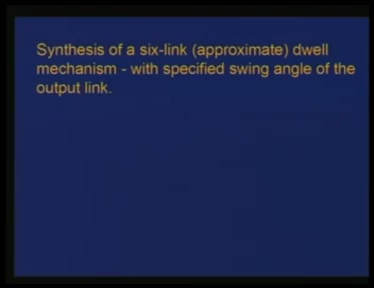 Synthesis of a six-link (approximate) dwell
mechanism - with specified swing angle of the
output link.